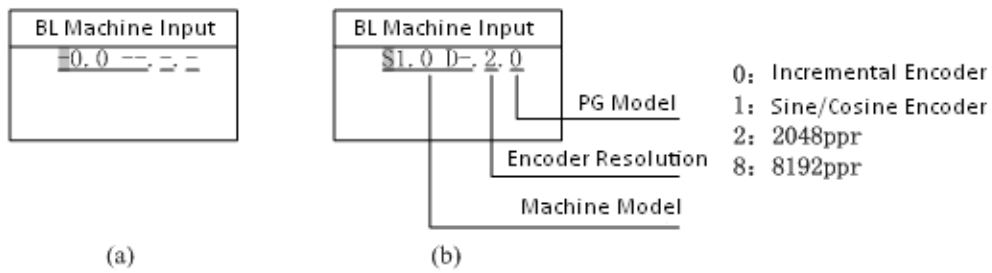 BL Machine Input
-0.0 --.-.-
(a)
BL Machine Input
S1.0 D-.2.0
PG Model
Encoder Resolution
Machine Model
(b)
0: Incremental Encoder
1: Sine/Cosine Encoder
2: 2048ppr
8: 8192ppr